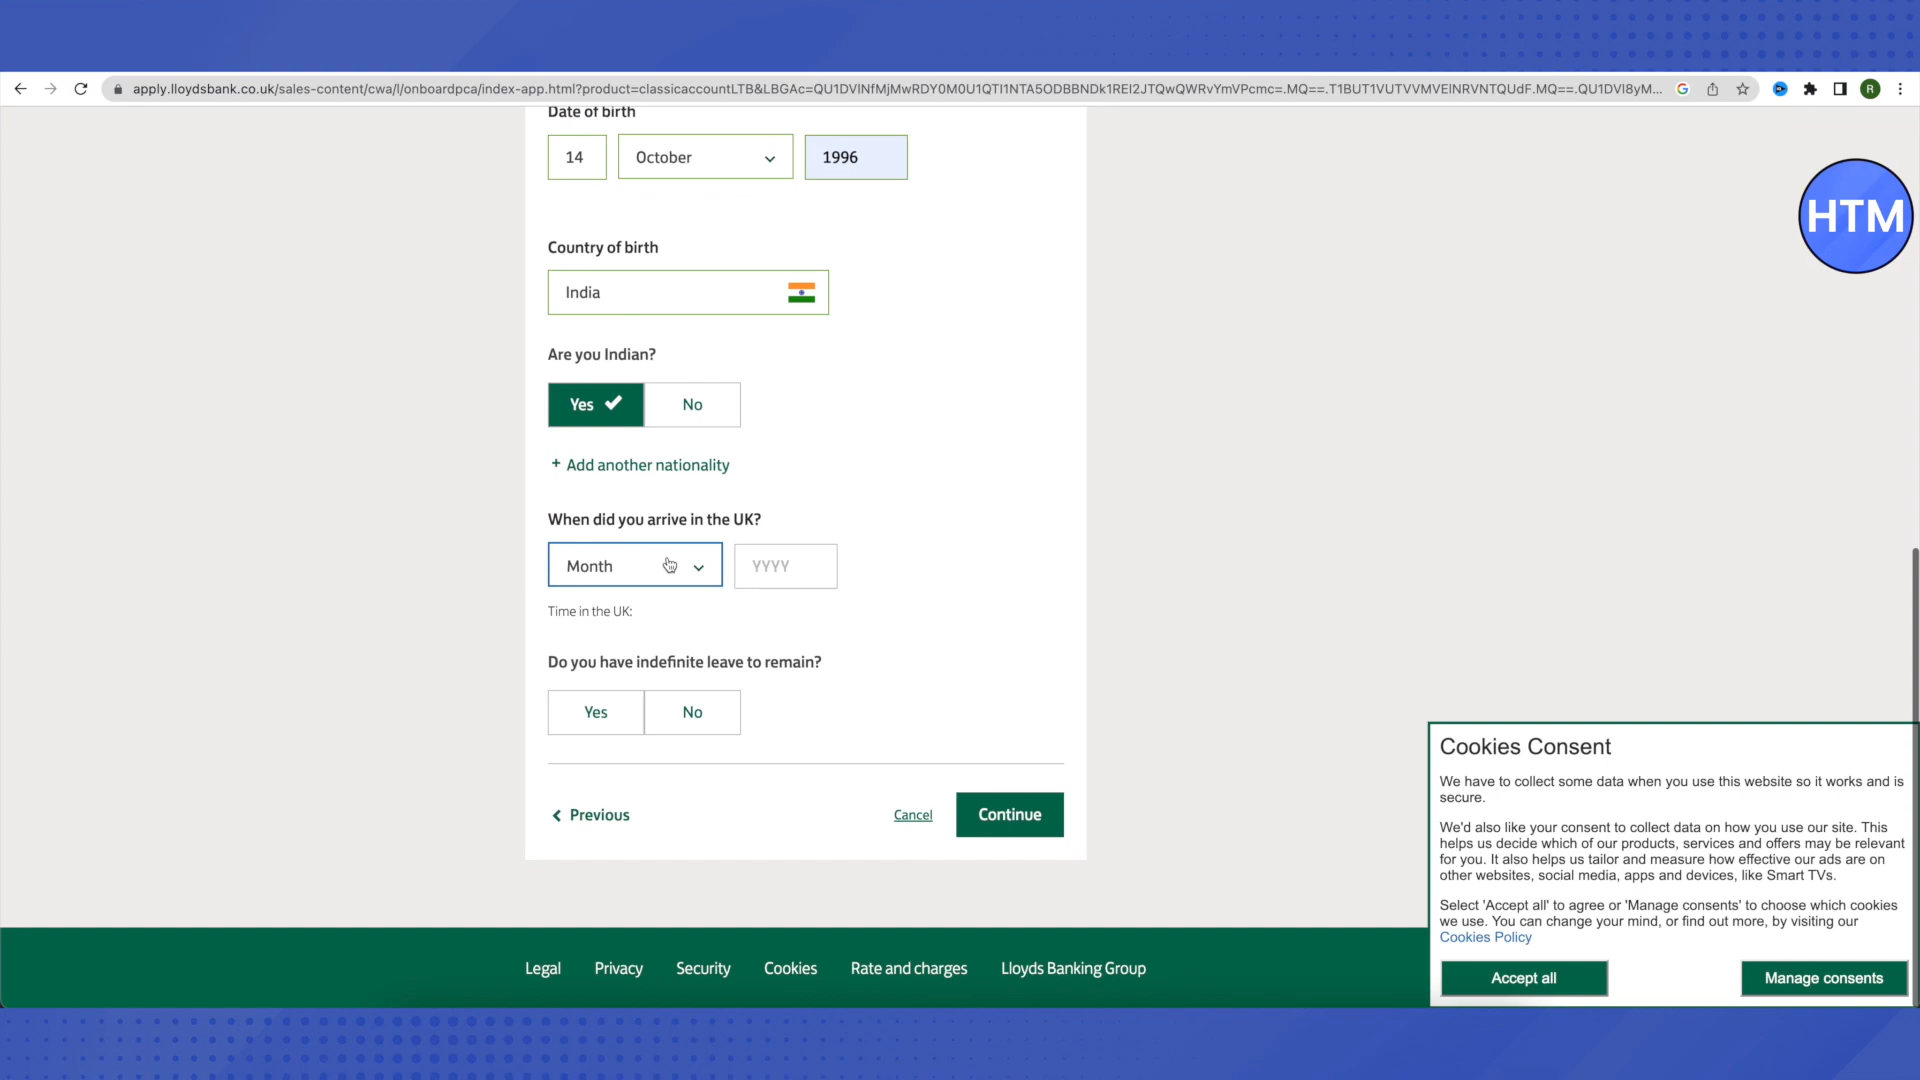 apply.lloydsbank.co.uk/sales-content/cwa/l/onboardpca/index-app.html?product=classicaccountLTB&LBGAc=QU1DVlNfMjMwRDY0M0U1QTI1NTA5ODBBNDk1REI2JTQwQWRvYmVPcmc=.MQ==.T1BUT1VUTVVMVElNRVNTQUdF.MQ==.QU1DVl8yM...
R
Date of birth
14 October 1996
HTM
Country of birth
India
Are you Indian?
Yes No
+ Add another nationality
When did you arrive in the UK?
Month YYYY
Time in the UK:
Do you have indefinite leave to remain?
Yes No
Previous Cancel Continue
Cookies Consent
We have to collect some data when you use this website so it works and is
secure.
We'd also like your consent to collect data on how you use our site. This
helps us decide which of our products, services and offers may be relevant
for you. It also helps us tailor and measure how effective our ads are on
other websites, social media, apps and devices, like Smart TVs.
Select 'Accept all' to agree or 'Manage consents' to choose which cookies
we use. You can change your mind, or find out more, by visiting our
Cookies Policy
Accept all Manage consents
Legal Privacy Security Cookies Rate and charges Lloyds Banking Group